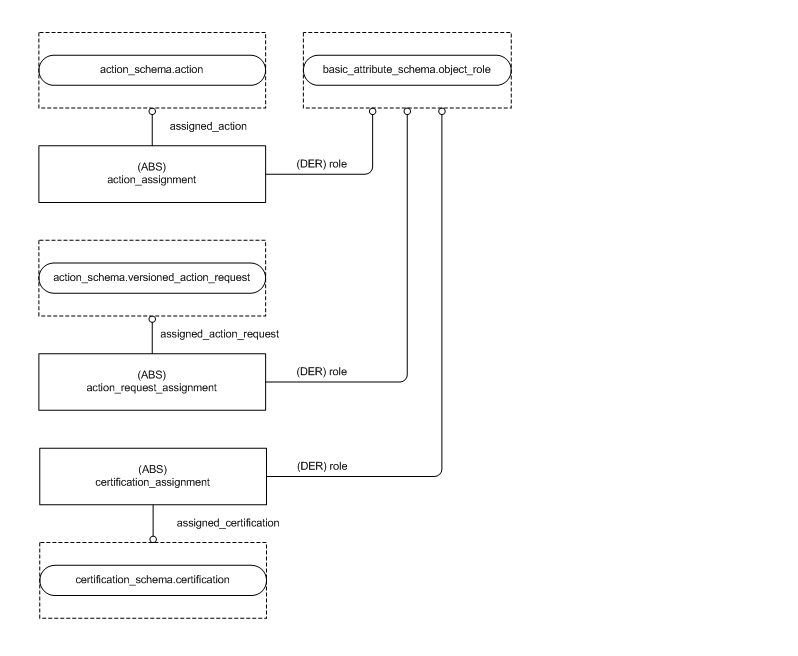 action_schema.action
basic_attribute_schema.object_role
assigned_action
(ABS)
action_assignment
(DER) role
action_schema.versioned_action_request
assigned_action_request
(ABS)
action_request_assignment
(DER) role
(ABS)
certification_assignment
(DER) role
assigned_certification
certification_schema.certification